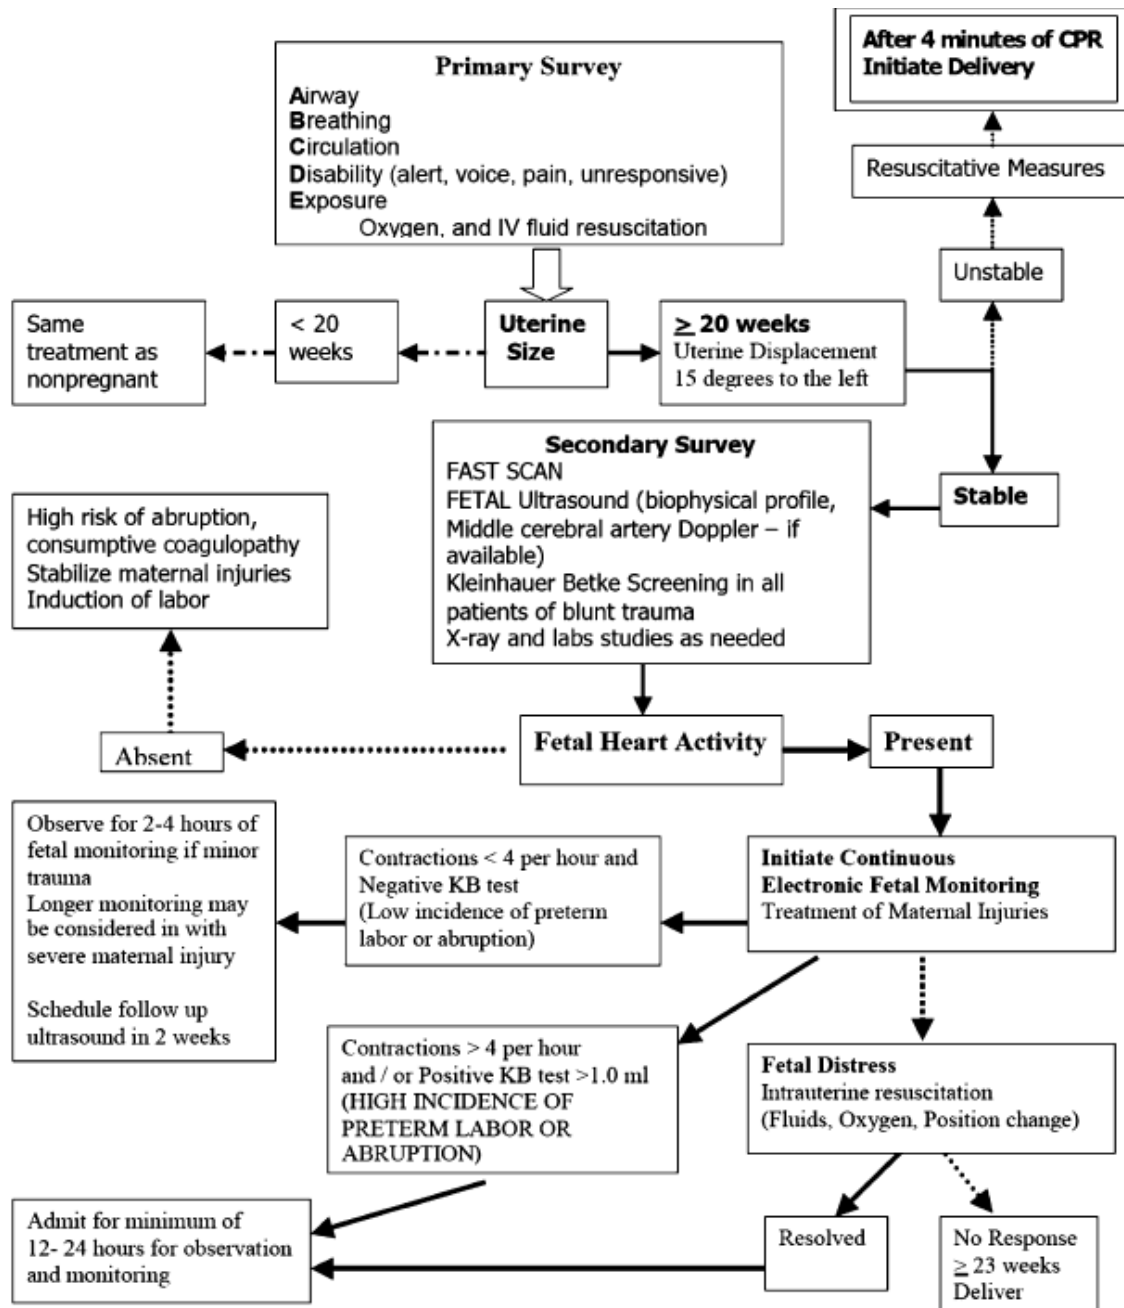 After 4 minutes of CPR
Initiate Delivery
Primary Survey
Airway
Breathing
Circulation
Disability (alert, voice, pain, unresponsive)
Exposure
Oxygen, and IV fluid resuscitation
Resuscitative Measures
Unstable
Same
treatment as
nonpregnant
< 20
weeks
Uterine
Size
≥ 20 weeks
Uterine Displacement
15 degrees to the left
Secondary Survey
FAST SCAN
FETAL Ultrasound (biophysical profile,
Middle cerebral artery Doppler – if
available)
Kleinhauer Betke Screening in all
patients of blunt trauma
X-ray and labs studies as needed
Stable
High risk of abruption,
consumptive coagulopathy
Stabilize maternal injuries
Induction of labor
Absent
Fetal Heart Activity
Present
Observe for 2-4 hours of
fetal monitoring if minor
trauma
Longer monitoring may
be considered in with
severe maternal injury
Schedule follow up
ultrasound in 2 weeks
Contractions < 4 per hour and
Negative KB test
(Low incidence of preterm
labor or abruption)
Initiate Continuous
Electronic Fetal Monitoring
Treatment of Maternal Injuries
Contractions > 4 per hour
and / or Positive KB test >1.0 ml
(HIGH INCIDENCE OF
PRETERM LABOR OR
ABRUPTION)
Fetal Distress
Intrauterine resuscitation
(Fluids, Oxygen, Position change)
Admit for minimum of
12- 24 hours for observation
and monitoring
Resolved
No Response
≥ 23 weeks
Deliver